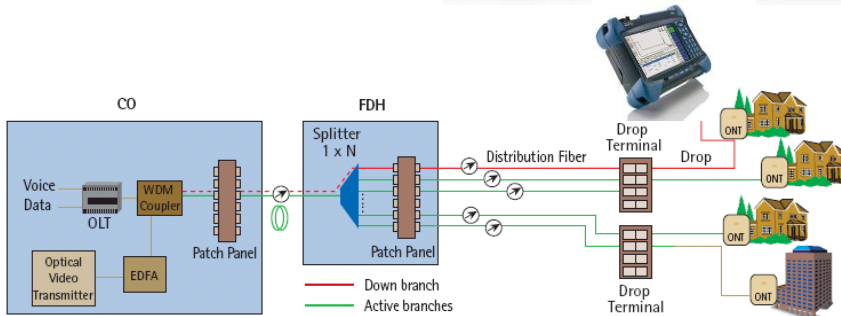 CO
FDH
Splitter
1 x N
Drop
Terminal
Distribution Fiber
Drop
ONT
ONT
ONT
ONT
Voice
Data
OLT
WDM
Coupler
Patch Panel
Optical
Video
Transmitter
EDFA
Patch Panel
Drop
Terminal
Down branch
Active branches